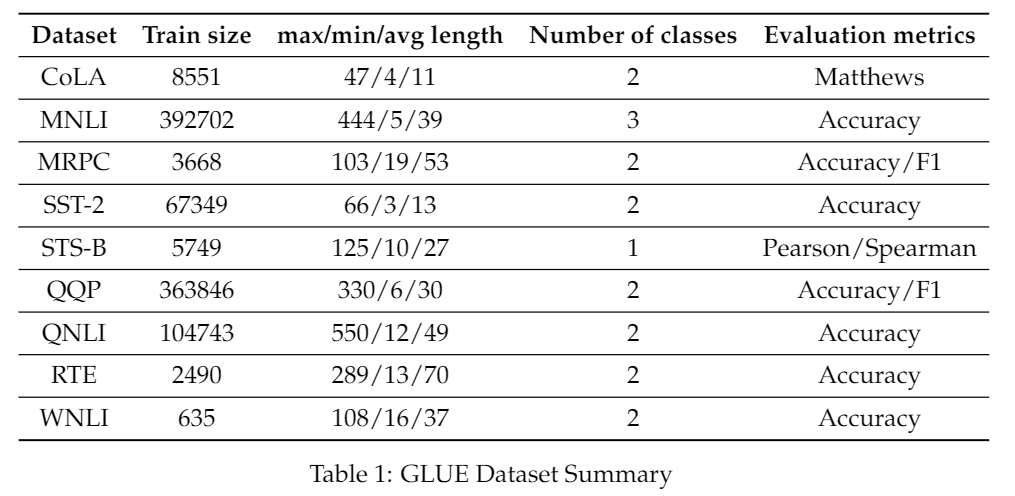 Dataset Train size max/min/avg length Number of classes Evaluation metrics
CoLA 8551 47/4/11 2 Matthews
MNLI 392702 444/5/39 3 Accuracy
MRPC 3668 103/19/53 2 Accuracy/F1
SST-2 67349 66/3/13 2 Accuracy
STS-B 5749 125/10/27 1 Pearson/Spearman
QQP 363846 330/6/30 2 Accuracy/F1
QNLI 104743 550/12/49 2 Accuracy
RTE 2490 289/13/70 2 Accuracy
WNLI 635 108/16/37 2 Accuracy
Table 1: GLUE Dataset Summary